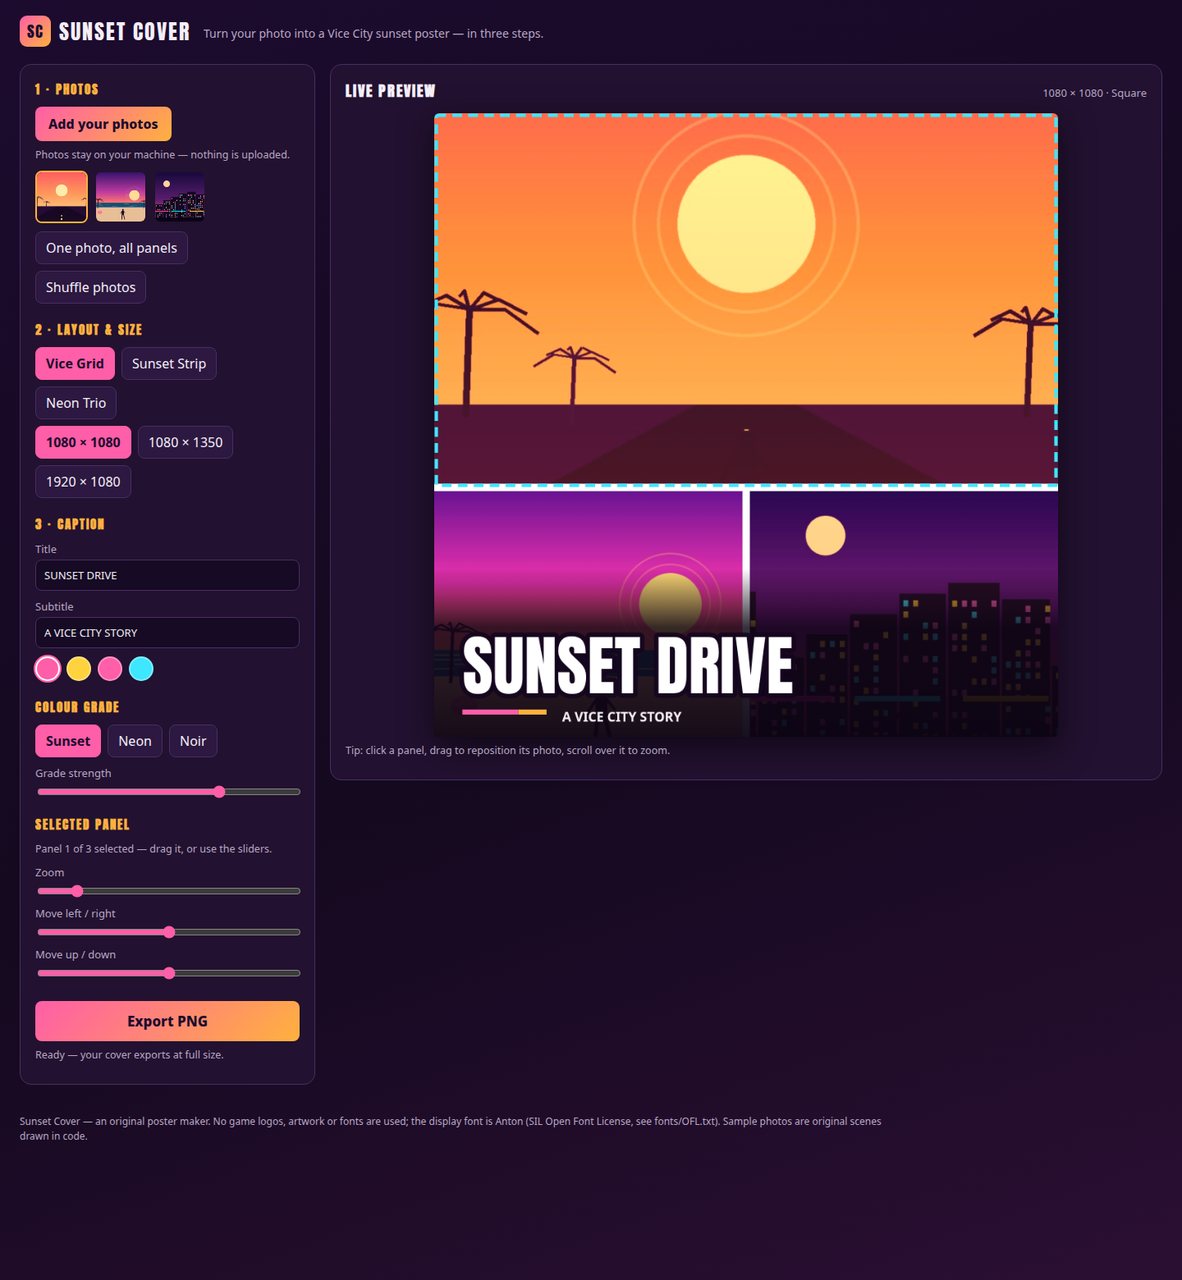 SC SUNSET COVER Turn your photo into a Vice City sunset poster — in three steps.
1 · PHOTOS
Add your photos
Photos stay on your machine — nothing is uploaded.
One photo, all panels
Shuffle photos
2 · LAYOUT & SIZE
Vice Grid Sunset Strip
Neon Trio
1080 × 1080 1080 × 1350
1920 × 1080
3 · CAPTION
Title
SUNSET DRIVE
Subtitle
A VICE CITY STORY
COLOUR GRADE
Sunset Neon Noir
Grade strength
SELECTED PANEL
Panel 1 of 3 selected — drag it, or use the sliders.
Zoom
Move left / right
Move up / down
Export PNG
Ready — your cover exports at full size.
LIVE PREVIEW 1080 × 1080 · Square
SUNSET DRIVE
A VICE CITY STORY
Tip: click a panel, drag to reposition its photo, scroll over it to zoom.
Sunset Cover — an original poster maker. No game logos, artwork or fonts are used; the display font is Anton (SIL Open Font License, see fonts/OFL.txt). Sample photos are original scenes
drawn in code.